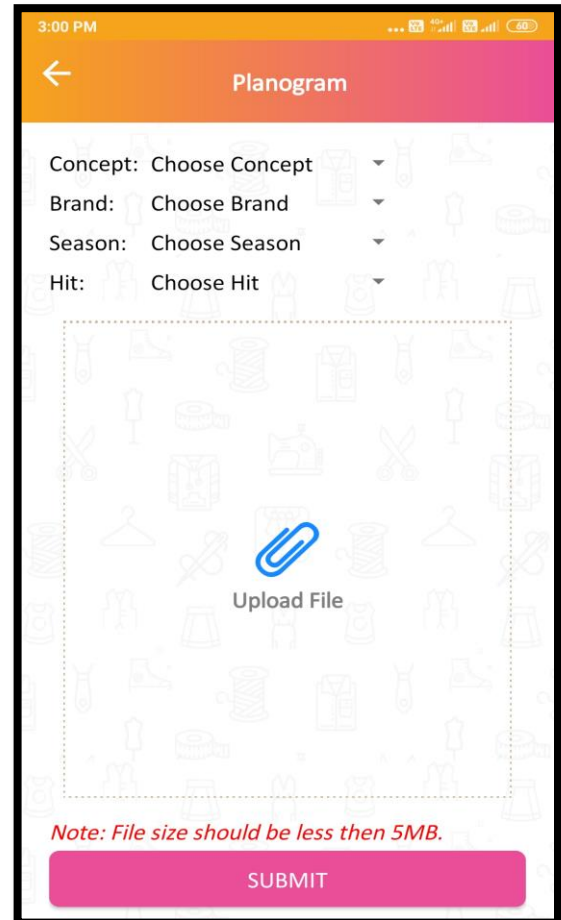 3:00 PM 60
Planogram
Concept: Choose Concept
Brand: Choose Brand
Season: Choose Season
Hit: Choose Hit
Upload File
Note: File size should be less then 5MB.
SUBMIT